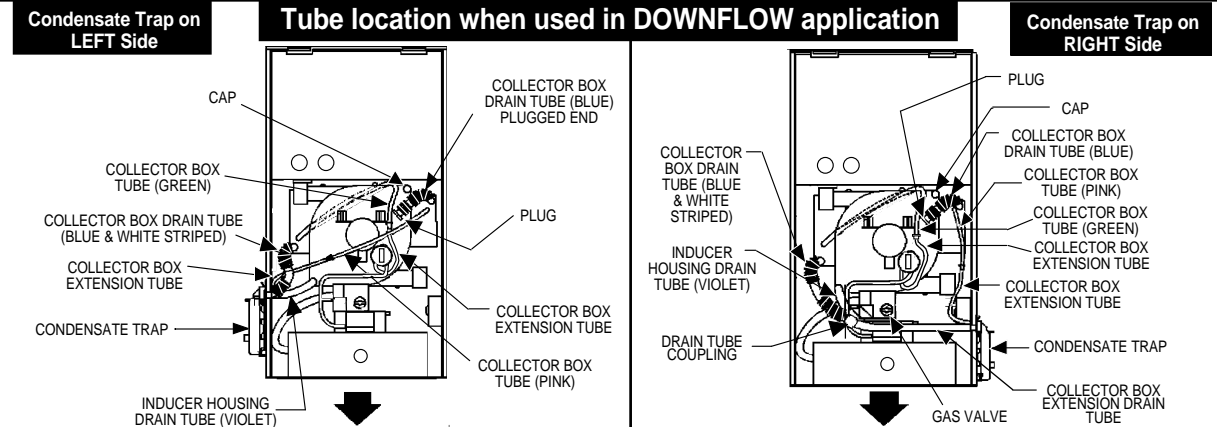 Condensate Trap on
LEFT Side
Tube location when used in DOWNFLOW application
Condensate Trap on
RIGHT Side
CAP
COLLECTOR BOX
DRAIN TUBE (BLUE)
PLUGGED END
COLLECTOR BOX
TUBE (GREEN)
COLLECTOR BOX DRAIN TUBE
(BLUE & WHITE STRIPED)
PLUG
COLLECTOR BOX
EXTENSION TUBE
CONDENSATE TRAP
COLLECTOR BOX
EXTENSION TUBE
COLLECTOR BOX
TUBE (PINK)
INDUCER HOUSING
DRAIN TUBE (VIOLET)
PLUG
CAP
COLLECTOR BOX
DRAIN TUBE (BLUE)
COLLECTOR
BOX DRAIN
TUBE (BLUE
& WHITE
STRIPED)
COLLECTOR BOX
TUBE (PINK)
COLLECTOR BOX
TUBE (GREEN)
COLLECTOR BOX
EXTENSION TUBE
INDUCER
HOUSING DRAIN
TUBE (VIOLET)
COLLECTOR BOX
EXTENSION TUBE
DRAIN TUBE
COUPLING
CONDENSATE TRAP
COLLECTOR BOX
EXTENSION DRAIN
TUBE
GAS VALVE